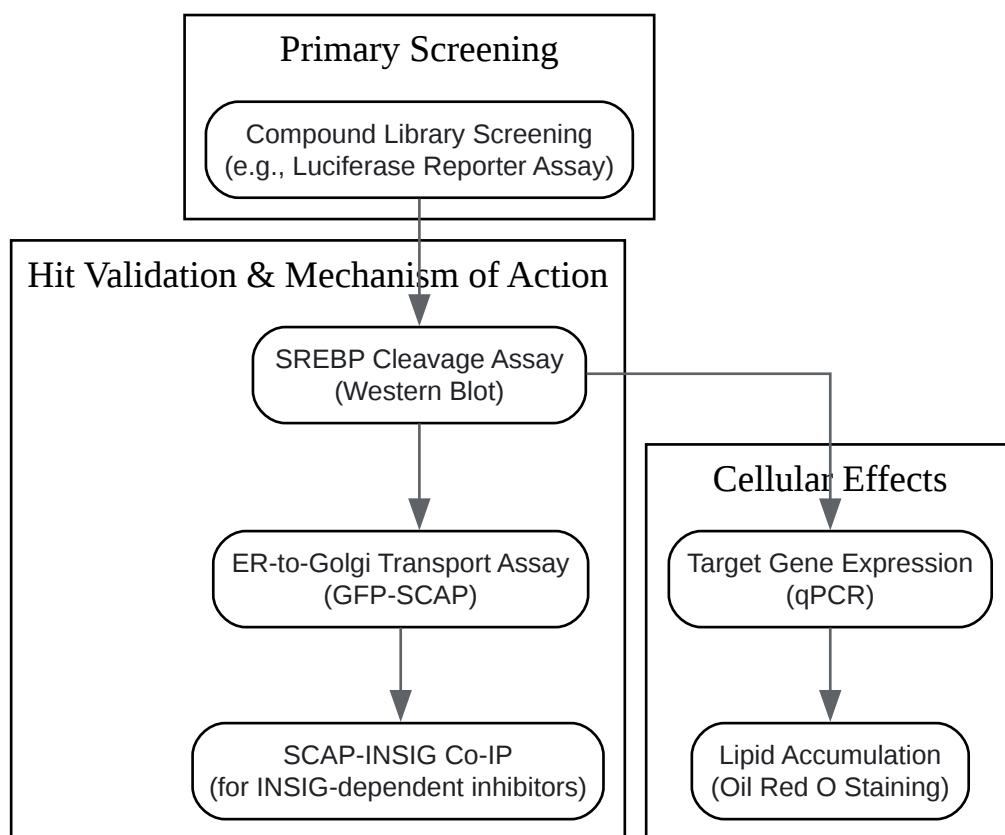 Primary Screening
Compound Library Screening
(e.g., Luciferase Reporter Assay)
Hit Validation & Mechanism of Action
SREBP Cleavage Assay
(Western Blot)
ER-to-Golgi Transport Assay
(GFP-SCAP)
SCAP-INSIG Co-IP
(for INSIG-dependent inhibitors)
Cellular Effects
Target Gene Expression
(qPCR)
Lipid Accumulation
(Oil Red O Staining)